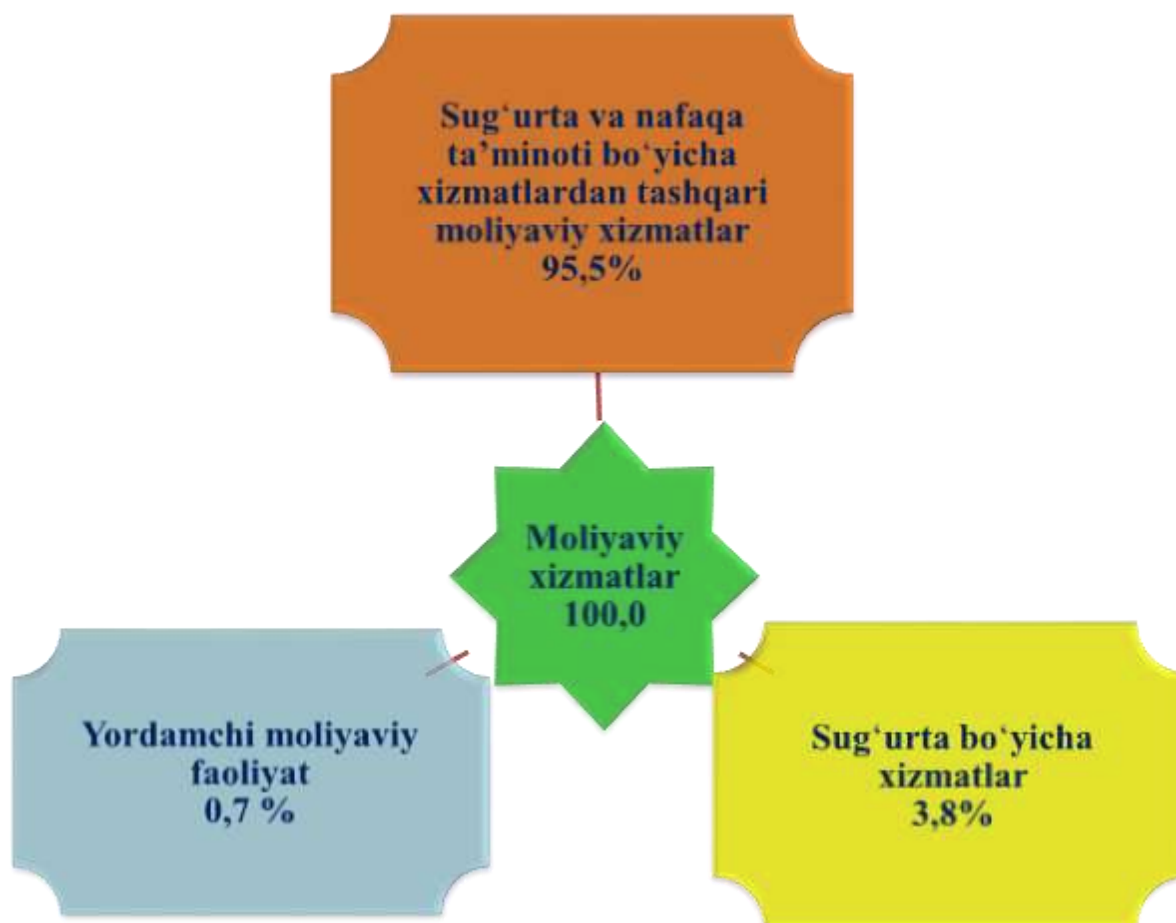 Sug‘urta va nafaqa
ta’minoti bo‘yicha
xizmatlardan tashqari
moliyaviy xizmatlar
95,5%
Moliyaviy
xizmatlar
100,0
Yordamchi moliyaviy
faoliyat
0,7 %
Sug‘urta bo‘yicha
xizmatlar
3,8%